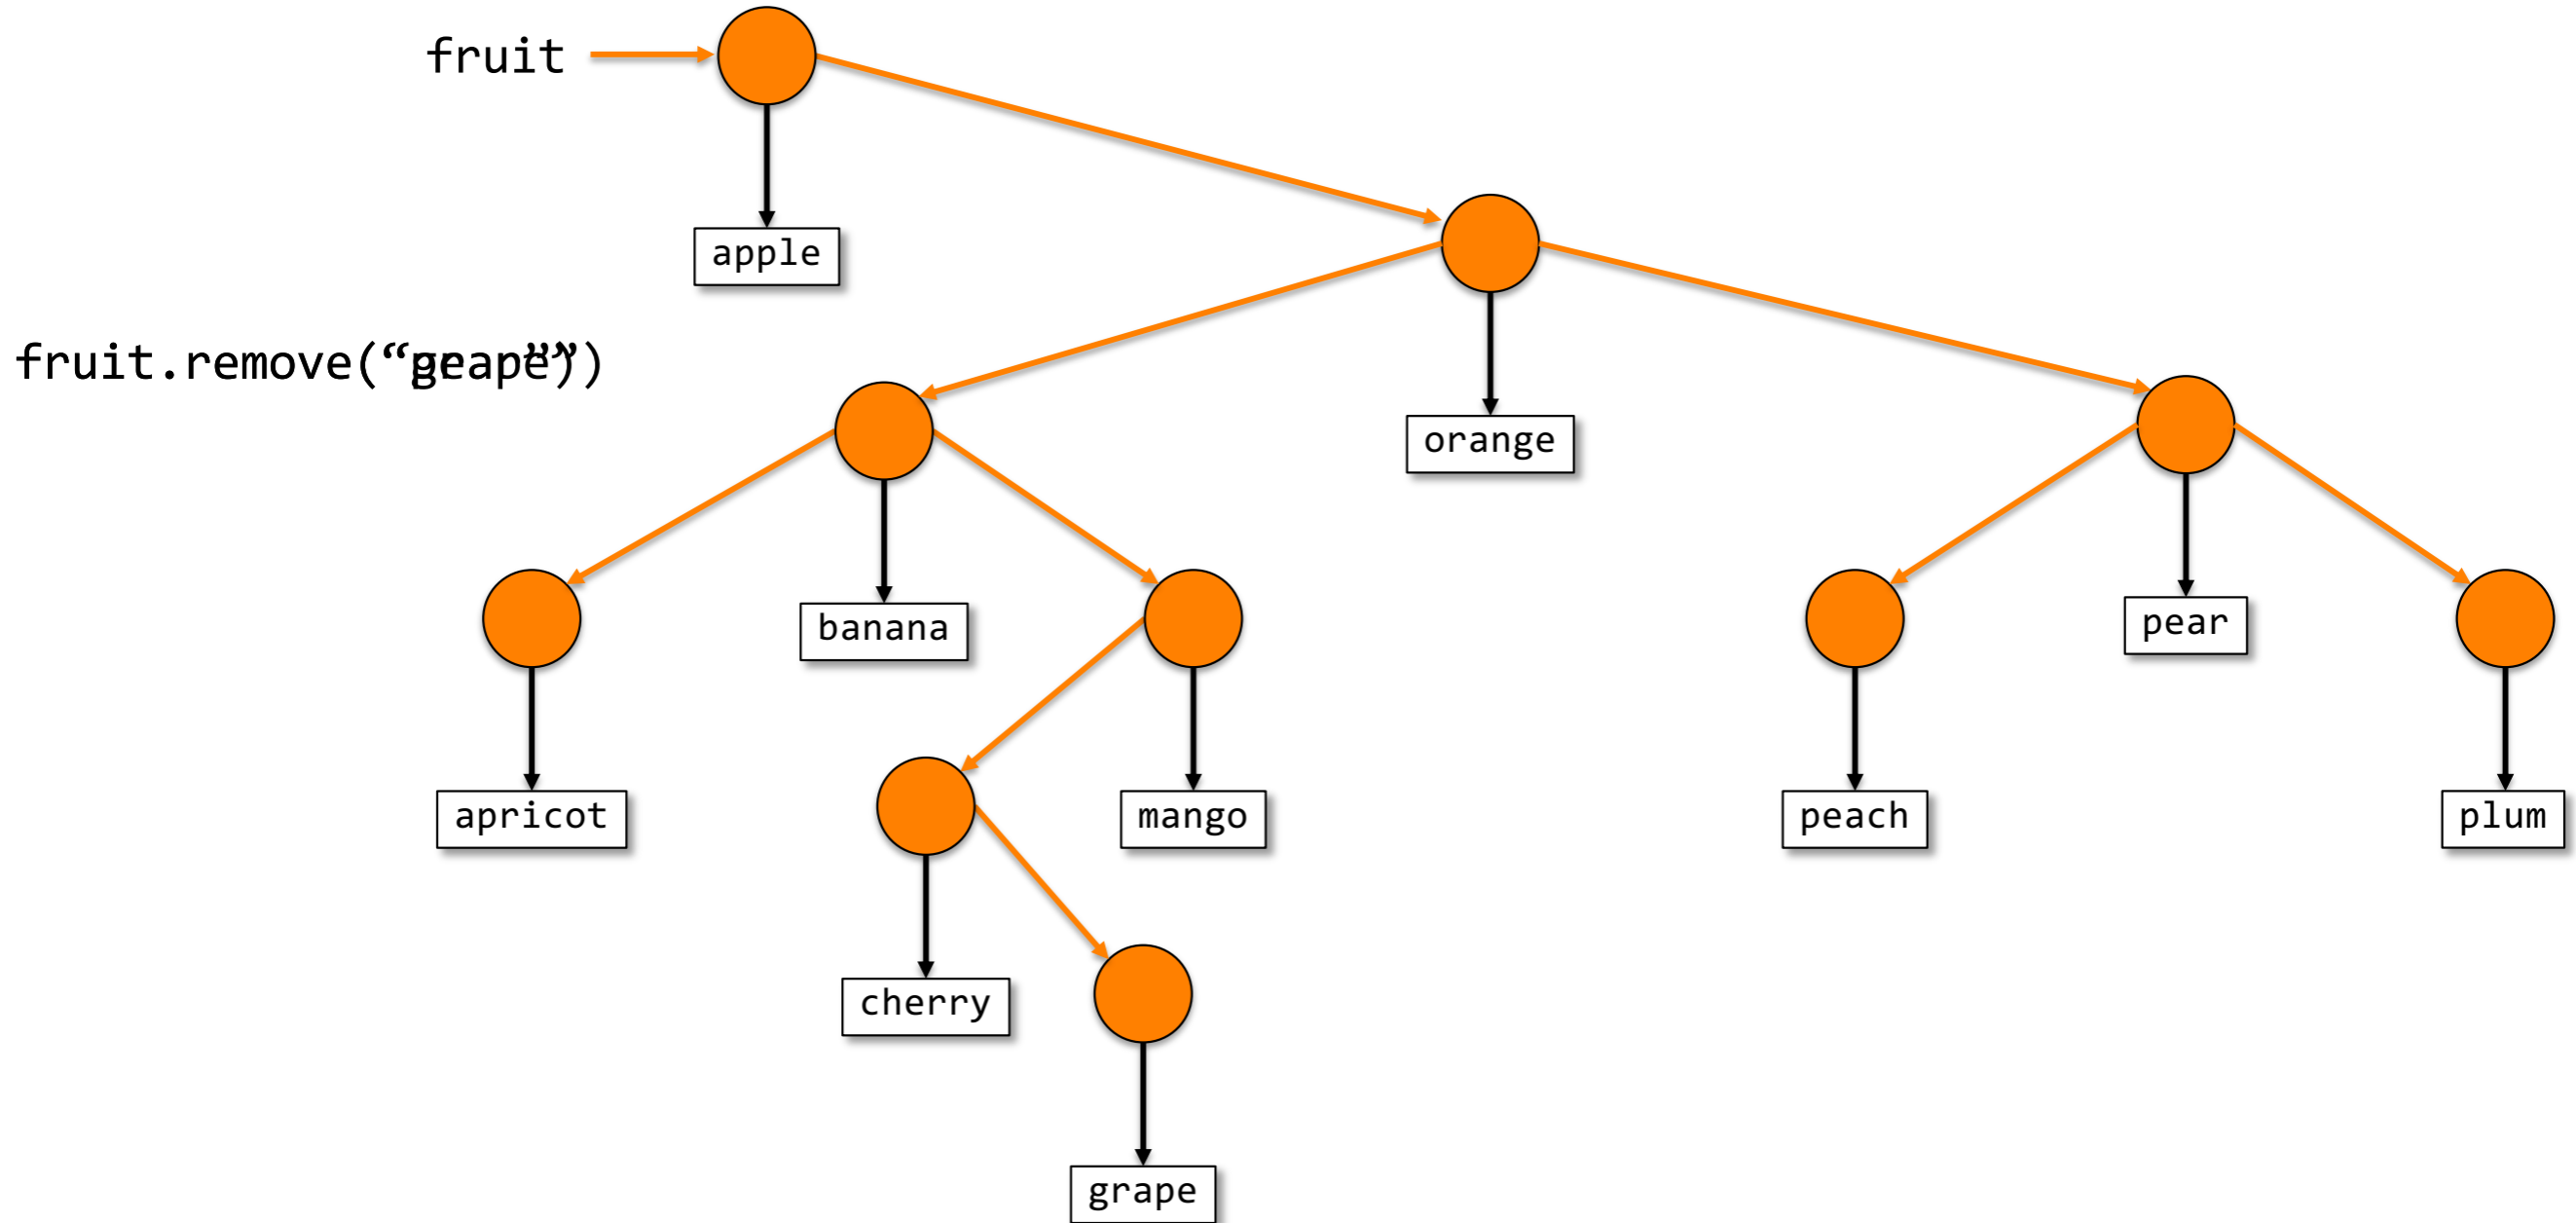 fruit
apple
fruit.remove(“
orange
banana
pear
apricot
mango
peach
plum
cherry
grape